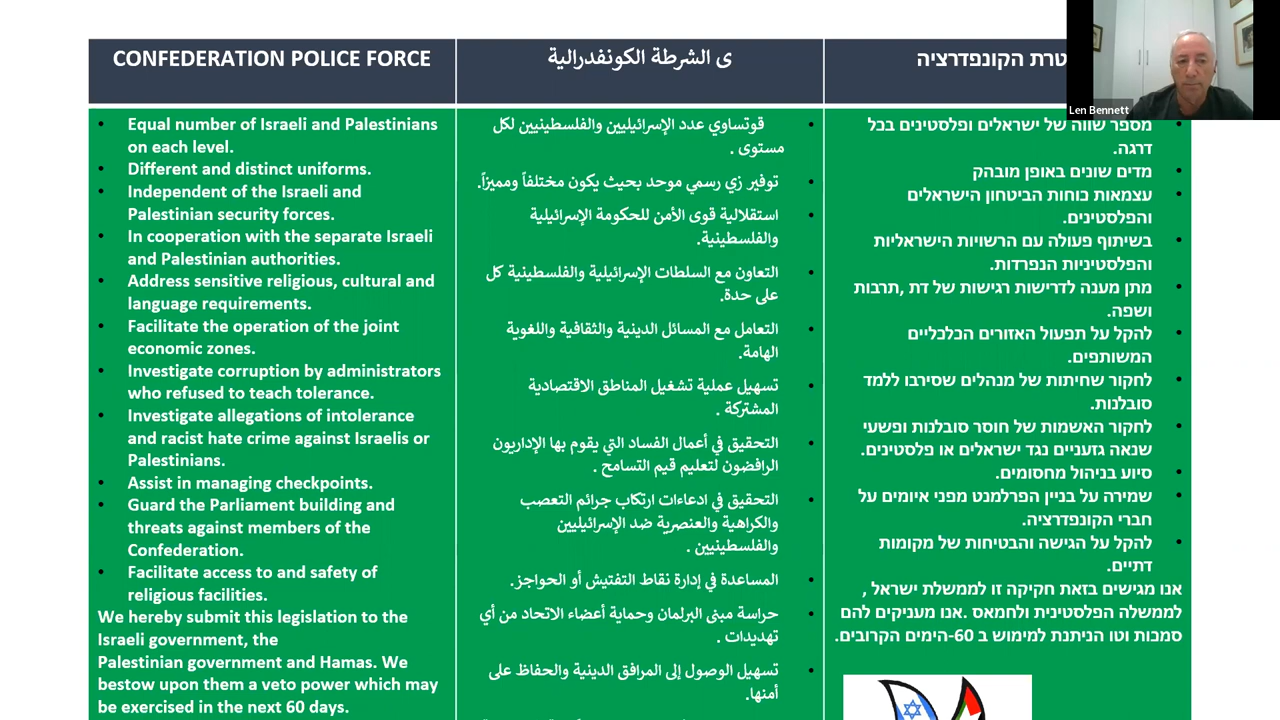 CONFEDERATION POLICE FORCE
Equal number of Israeli and Palestinians
on each level.
Different and distinct uniforms.
Independent of the Israeli and
Palestinian security forces.
In cooperation with the separate Israeli
and Palestinian authorities.
Address sensitive religious, cultural and
language requirements.
Facilitate the operation of the joint
economic zones.
Investigate corruption by administrators
who refused to teach tolerance.
Investigate allegations of intolerance
and racist hate crime against Israelis or
Palestinians.
Assist in managing checkpoints.
Guard the Parliament building and
threats against members of the
Confederation.
Facilitate access to and safety of
religious facilities.
We hereby submit this legislation to the
Israeli government, the
Palestinian government and Hamas. We
bestow upon them a veto power which may
be exercised in the next 60 days.
ى الشرطة الكونفدرالية
قوتساوي عدد الإسرائيليين والفلسطينيين لكل
مستوى .
توفير زي رسمي موحد بحيث يكون مختلفاً ومميزاً.
استقلالية قوى الأمن للحكومة الإسرائيلية
والفلسطينية.
التعاون مع السلطات الإسرائيلية والفلسطينية كل
على حدة.
التعامل مع المسائل الدينية والثقافية واللغوية
الهامة.
تسهيل عملية تشغيل المناطق الاقتصادية
المشتركة .
التحقيق في أعمال الفساد التي يقوم بها الإداريون
الرافضون لتعليم قيم التسامح .
التحقيق في ادعاءات ارتكاب جرائم التعصب
والكراهية والعنصرية ضد الإسرائيليين
والفلسطينيين .
المساعدة في إدارة نقاط التفتيش أو الحواجز.
حراسة مبنى البرلمان وحماية أعضاء الاتحاد من أي
تهديدات .
تسهيل الوصول إلى المرافق الدينية والحفاظ على
أمنها.
טרת הקונפדרציה
מספר שווה של ישראלים ופלסטינים בכל
דרגה.
מדים שונים באופן מובהק
עצמאות כוחות הביטחון הישראלים
והפלסטינים.
בשיתוף פעולה עם הרשויות הישראליות
והפלסטיניות הנפרדות.
מתן מענה לדרישות רגישות של דת ,תרבות
ושפה.
להקל על תפעול האזורים הכלכליים
המשותפים.
לחקור שחיתות של מנהלים שסירבו ללמד
סובלנות.
לחקור האשמות של חוסר סובלנות ופשעי
שנאה גזעניים נגד ישראלים או פלסטינים.
סיוע בניהול מחסומים.
שמירה על בניין הפרלמנט מפני איומים על
חברי הקונפדרציה.
להקל על הגישה והבטיחות של מקומות
דתיים.
אנו מגישים בזאת חקיקה זו לממשלת ישראל ,
לממשלה הפלסטינית ולחמאס .אנו מעניקים להם
סמכות וטו הניתנת למימוש ב 60-הימים הקרובים.
Len Bennett